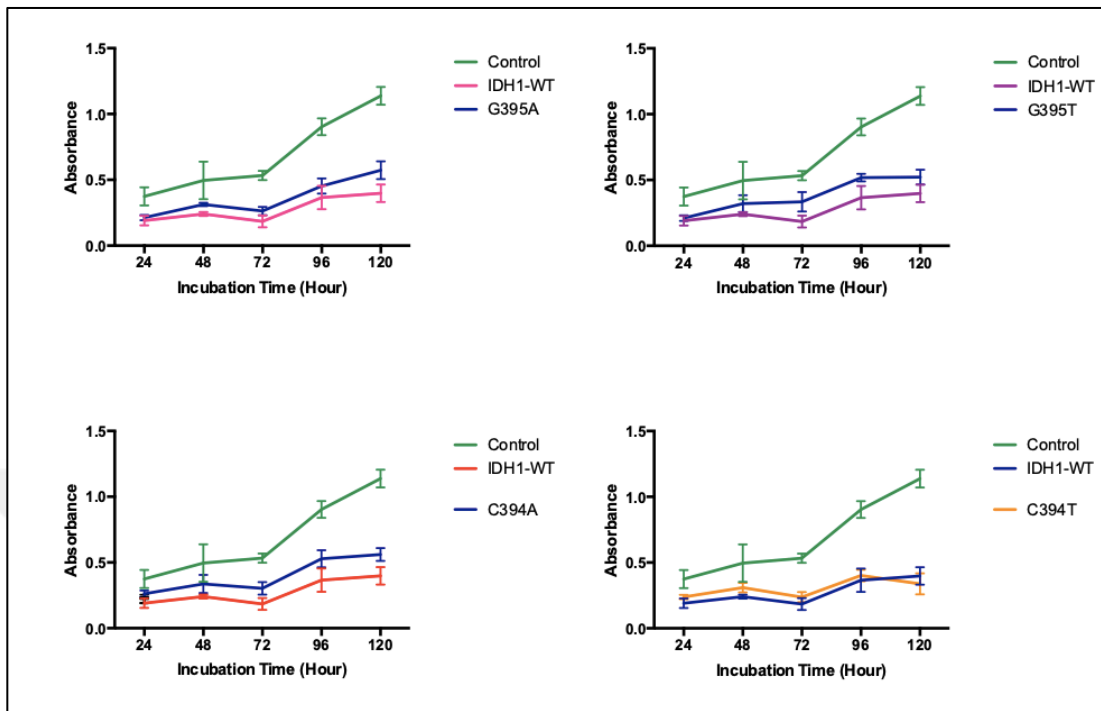 1.5
1.0
0.5
0.0
Absorbance
24 48 72 96 120
Incubation Time (Hour)
Control
IDH1-WT
G395A
1.5
1.0
0.5
0.0
Absorbance
24 48 72 96 120
Incubation Time (Hour)
Control
IDH1-WT
G395T
1.5
1.0
0.5
0.0
Absorbance
24 48 72 96 120
Incubation Time (Hour)
Control
IDH1-WT
C394A
1.5
1.0
0.5
0.0
Absorbance
24 48 72 96 120
Incubation Time (Hour)
Control
IDH1-WT
C394T